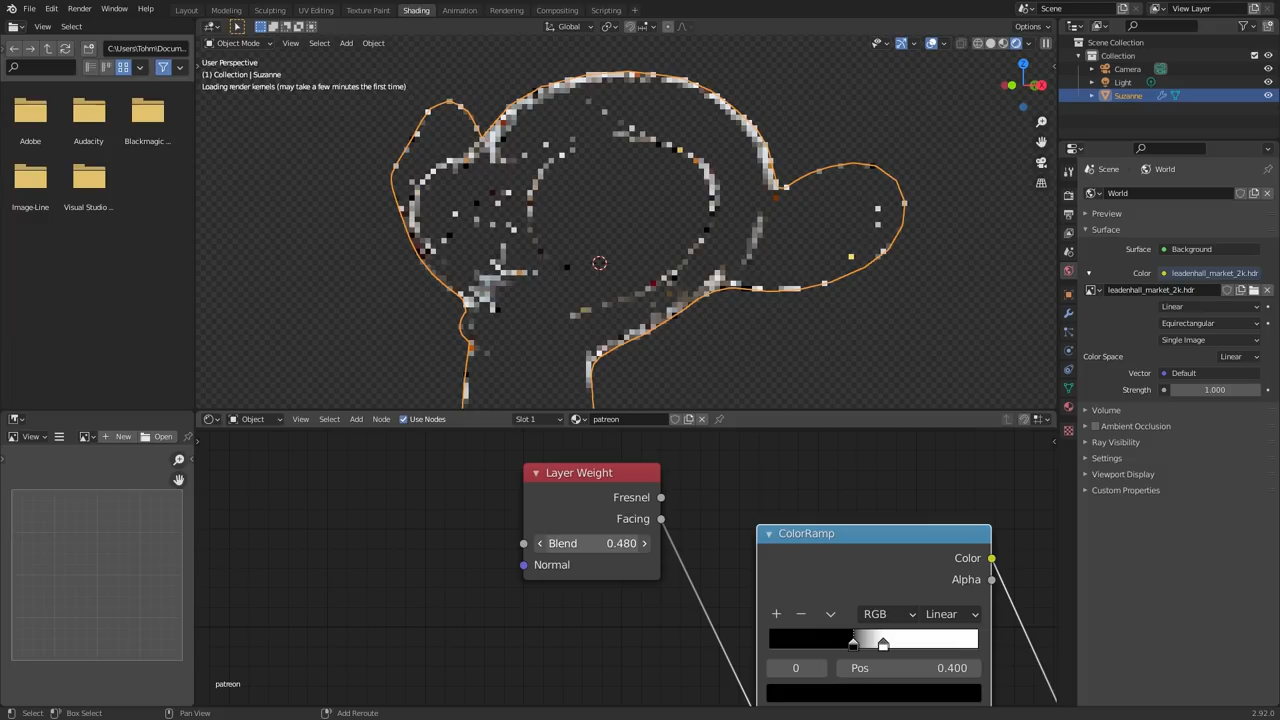 File Edit Render Window Help Layout Modeling Sculpting UV Editing Texture Paint Shading Animation Rendering Compositing Scripting + Scene View Layer
View Select Global Options
C:\Users\Tohm\Docum...
Object Mode View Select Add Object
User Perspective
(1) Collection | Suzanne
Loading render kernels (may take a few minutes the first time)
Adobe Audacity Blackmagic ...
Image-Line Visual Studio ...
Scene Collection
Collection
Camera
Light
Suzanne
Scene World
World
Preview
Surface
Surface Background
Color leadenhall_market_2k.hdr
leadenhall_market_2k.hdr
Linear
Equirectangular
Single Image
Color Space Linear
Vector Default
Strength 1.000
Volume
Ambient Occlusion
Ray Visibility
Settings
Viewport Display
Custom Properties
Object View Select Add Node Use Nodes Slot 1 patreon
View New Open
Layer Weight
Fresnel
Facing
Blend 0.480
Normal
ColorRamp
Color
Alpha
RGB Linear
0 Pos 0.400
patreon
Select Box Select Pan View Add Reroute 2.92.0